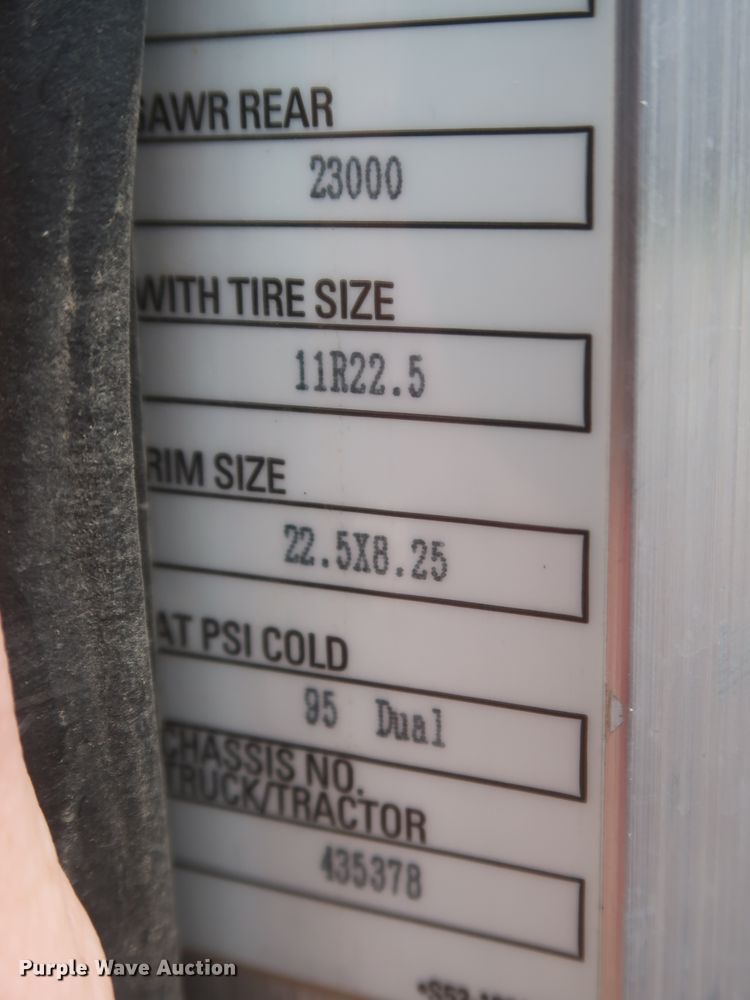 GAWR REAR
23000
WITH TIRE SIZE
11R22.5
RIM SIZE
22.5X8.25
AT PSI COLD
95 Dual
CHASSIS NO.
TRUCK/TRACTOR
435378
Purple Wave Auction